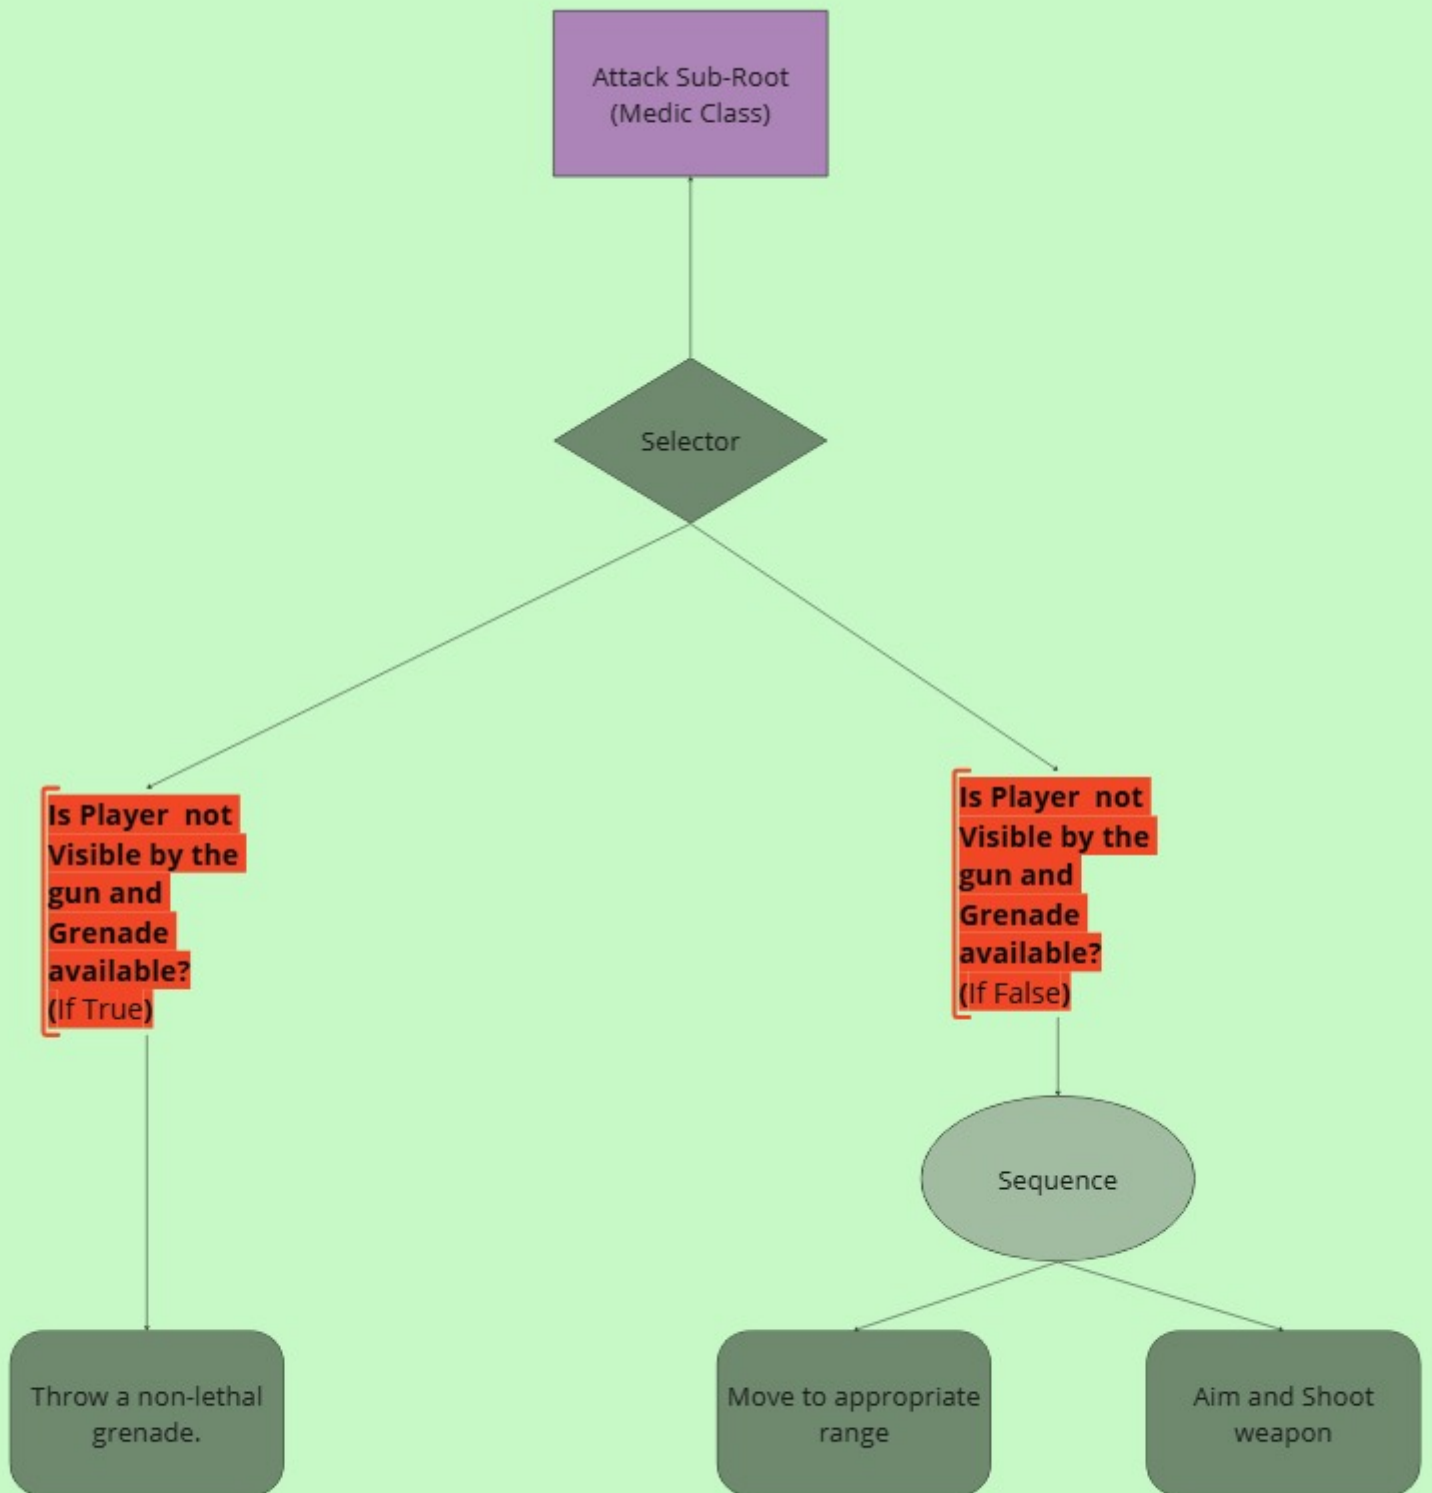 Attack Sub-Root
(Medic Class)
Selector
Is Player  not
Visible by the
gun and
Grenade
available?
(If True)
Is Player  not
Visible by the
gun and
Grenade
available?
(If False)
Sequence
Throw a non-lethal
grenade.
Move to appropriate
range
Aim and Shoot
weapon